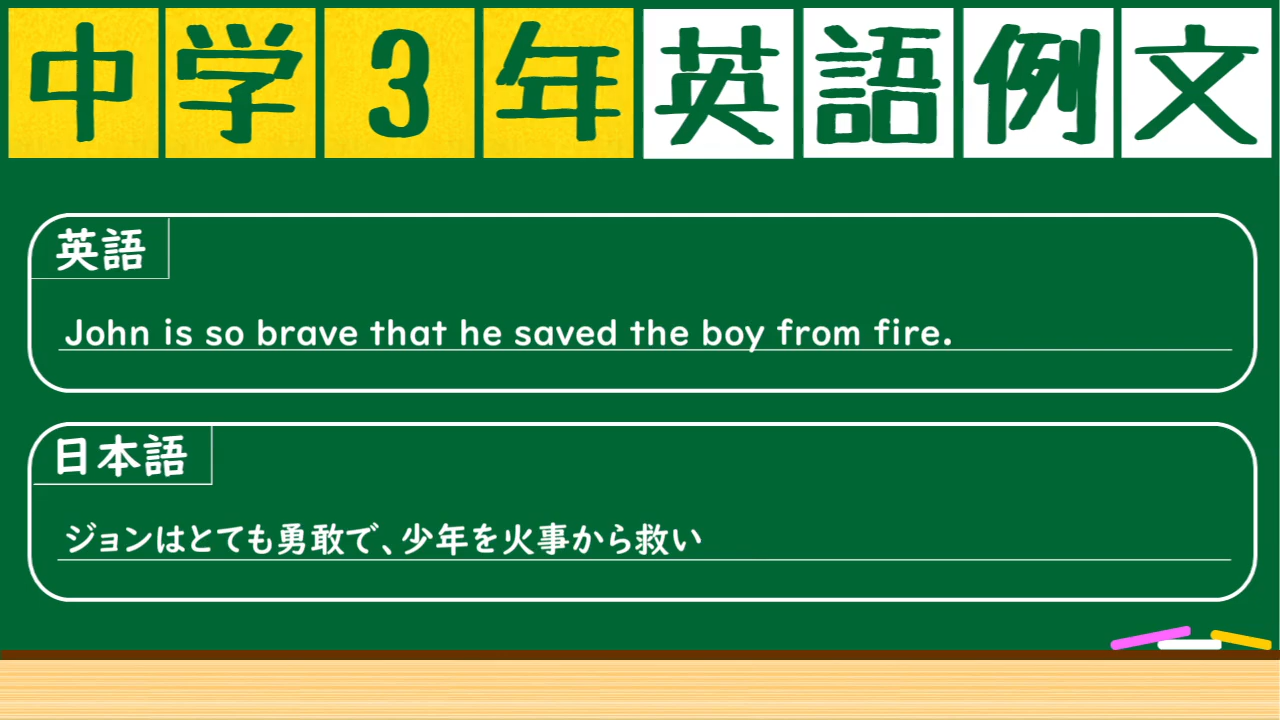 中学3年英語例文
英語
John is so brave that he saved the boy from fire.
日本語
ジョンはとても勇敢で、少年を火事から救い